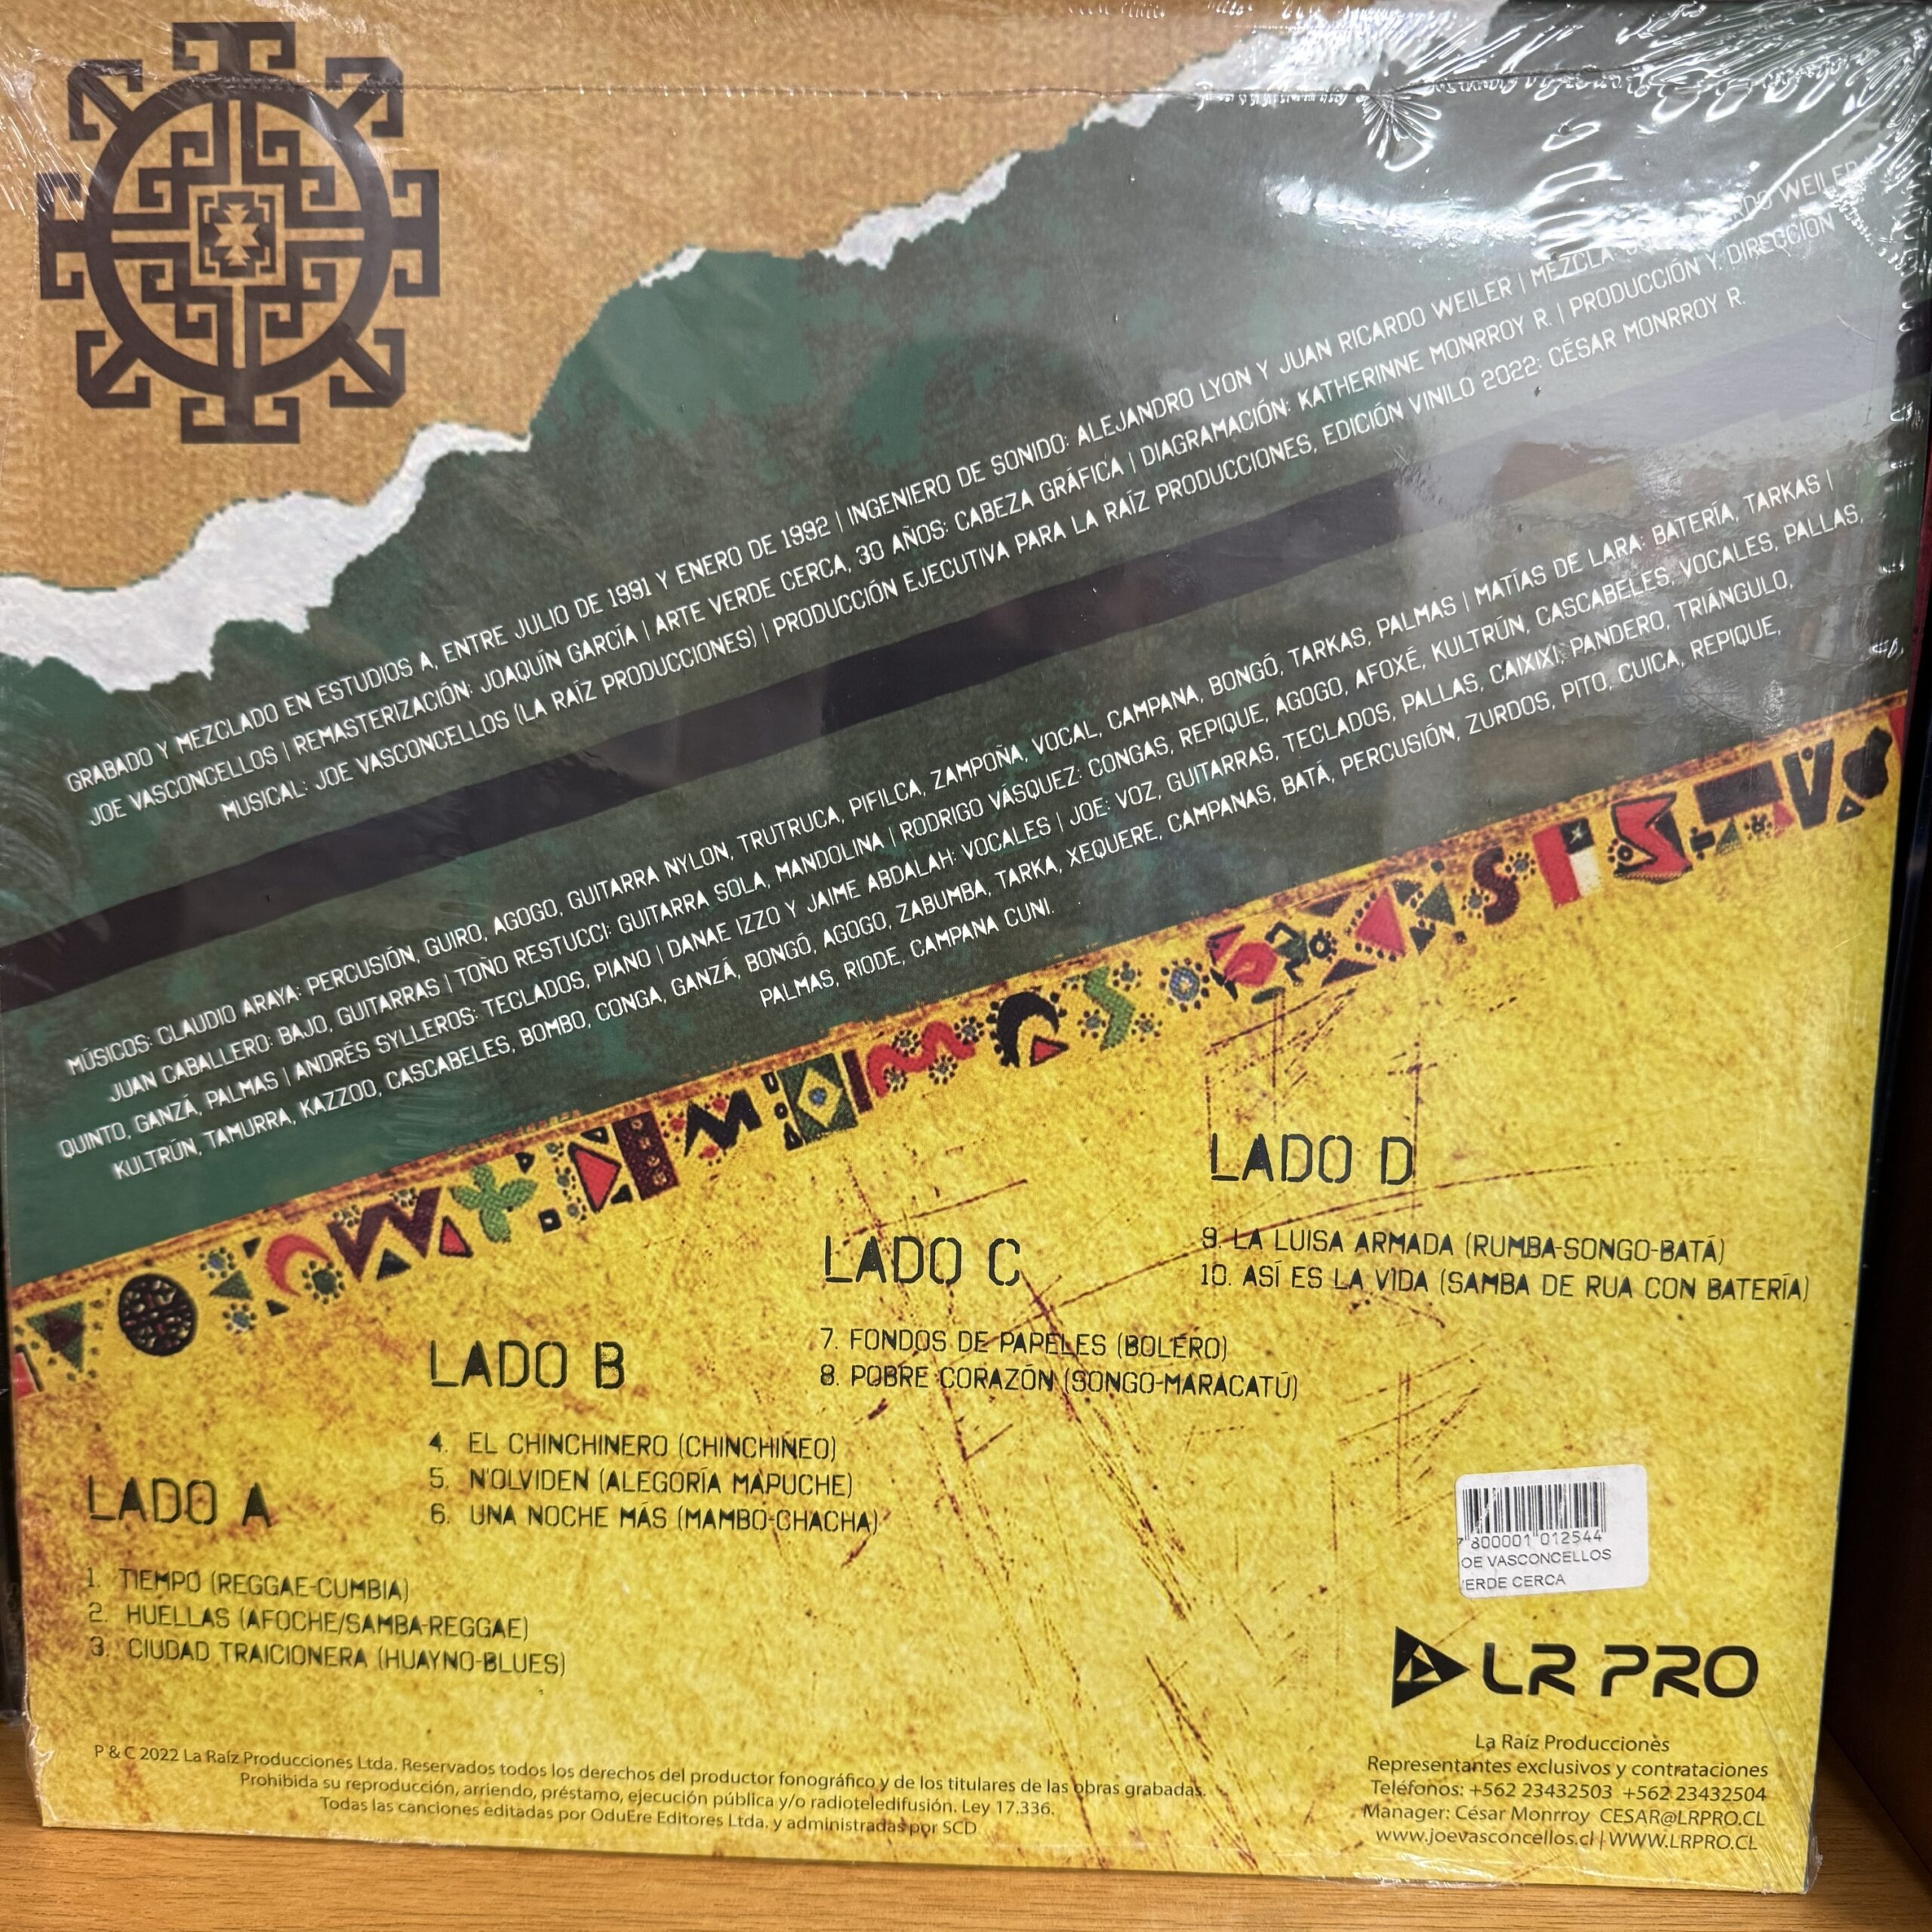 GRABADO Y MEZCLADO EN ESTUDIOS A, ENTRE JULIO DE 1991 Y ENERO DE 1992 | INGENIERO DE SONIDO: ALEJANDRO LYON Y JUAN RICARDO WEILER | MEZCLA WEILER
JOE VASCONCELLOS | REMASTERIZACIÓN: JOAQUÍN GARCÍA | ARTE VERDE CERCA, 30 AÑOS: CABEZA GRÁFICA | DIAGRAMACIÓN: KATHERINNE MONRROY R. | PRODUCCIÓN Y DIRECCIÓN
MUSICAL: JOE VASCONCELLOS (LA RAÍZ PRODUCCIONES) | PRODUCCIÓN EJECUTIVA PARA LA RAÍZ PRODUCCIONES, EDICIÓN VINILO 2022: CÉSAR MONRROY R.
MÚSICOS: CLAUDIO ARAYA: PERCUSIÓN, GUIRO, AGOGO, GUITARRA NYLON, TRUTRUCA, PIFILCA, ZAMPOÑA, VOCAL, CAMPANA, BONGÓ, TARKAS, PALMAS | MATÍAS DE LARA: BATERÍA, TARKAS |
JUAN CABALLERO: BAJO, GUITARRAS | TOÑO RESTUCCI: GUITARRA SOLA, MANDOLINA | RODRIGO VÁSQUEZ: CONGAS, REPIQUE, AGOGO, AFOXÉ, KULTRÚN, CASCABELES, VOCALES, PALLAS,
QUINTO, GANZÁ, PALMAS | ANDRÉS SYLLEROS: TECLADOS, PIANO | DANAE IZZO Y JAIME ABDALAH: VOCALES | JOE: VOZ, GUITARRAS, TECLADOS, PALLAS, CAIXIXI, PANDERO, TRIÁNGULO,
KULTRÚN, TAMURRA, KAZZOO, CASCABELES, BOMBO, CONGA, GANZÁ, BONGÓ, AGOGO, ZABUMBA, TARKA, XEQUERE, CAMPANAS, BATÁ, PERCUSIÓN, ZURDOS, PITO, CUICA, REPIQUE,
PALMAS, RIODE, CAMPANA CUNI.
LADO A
1. TIEMPO (REGGAE-CUMBIA)
2. HUELLAS (AFOCHE/SAMBA-REGGAE)
3. CIUDAD TRAICIONERA (HUAYNO-BLUES)
LADO B
4. EL CHINCHINERO (CHINCHINEO)
5. N'OLVIDEN (ALEGORÍA MAPUCHE)
6. UNA NOCHE MÁS (MAMBO-CHACHA)
LADO C
7. FONDOS DE PAPELES (BOLERO)
8. POBRE CORAZÓN (SONGO-MARACATÚ)
LADO D
9. LA LUISA ARMADA (RUMBA-SONGO-BATÁ)
10. ASÍ ES LA VIDA (SAMBA DE RUA CON BATERÍA)
7 800001 012544
OE VASCONCELLOS
ERDE CERCA
LR PRO
La Raíz Producciones
Representantes exclusivos y contrataciones
Teléfonos: +562 23432503 +562 23432504
Manager: César Monrroy CESAR@LRPRO.CL
www.joevasconcellos.cl | WWW.LRPRO.CL
P & C 2022 La Raíz Producciones Ltda. Reservados todos los derechos del productor fonográfico y de los titulares de las obras grabadas.
Prohibida su reproducción, arriendo, préstamo, ejecución pública y/o radioteledifusión. Ley 17.336.
Todas las canciones editadas por OduEre Editores Ltda. y administradas por SCD